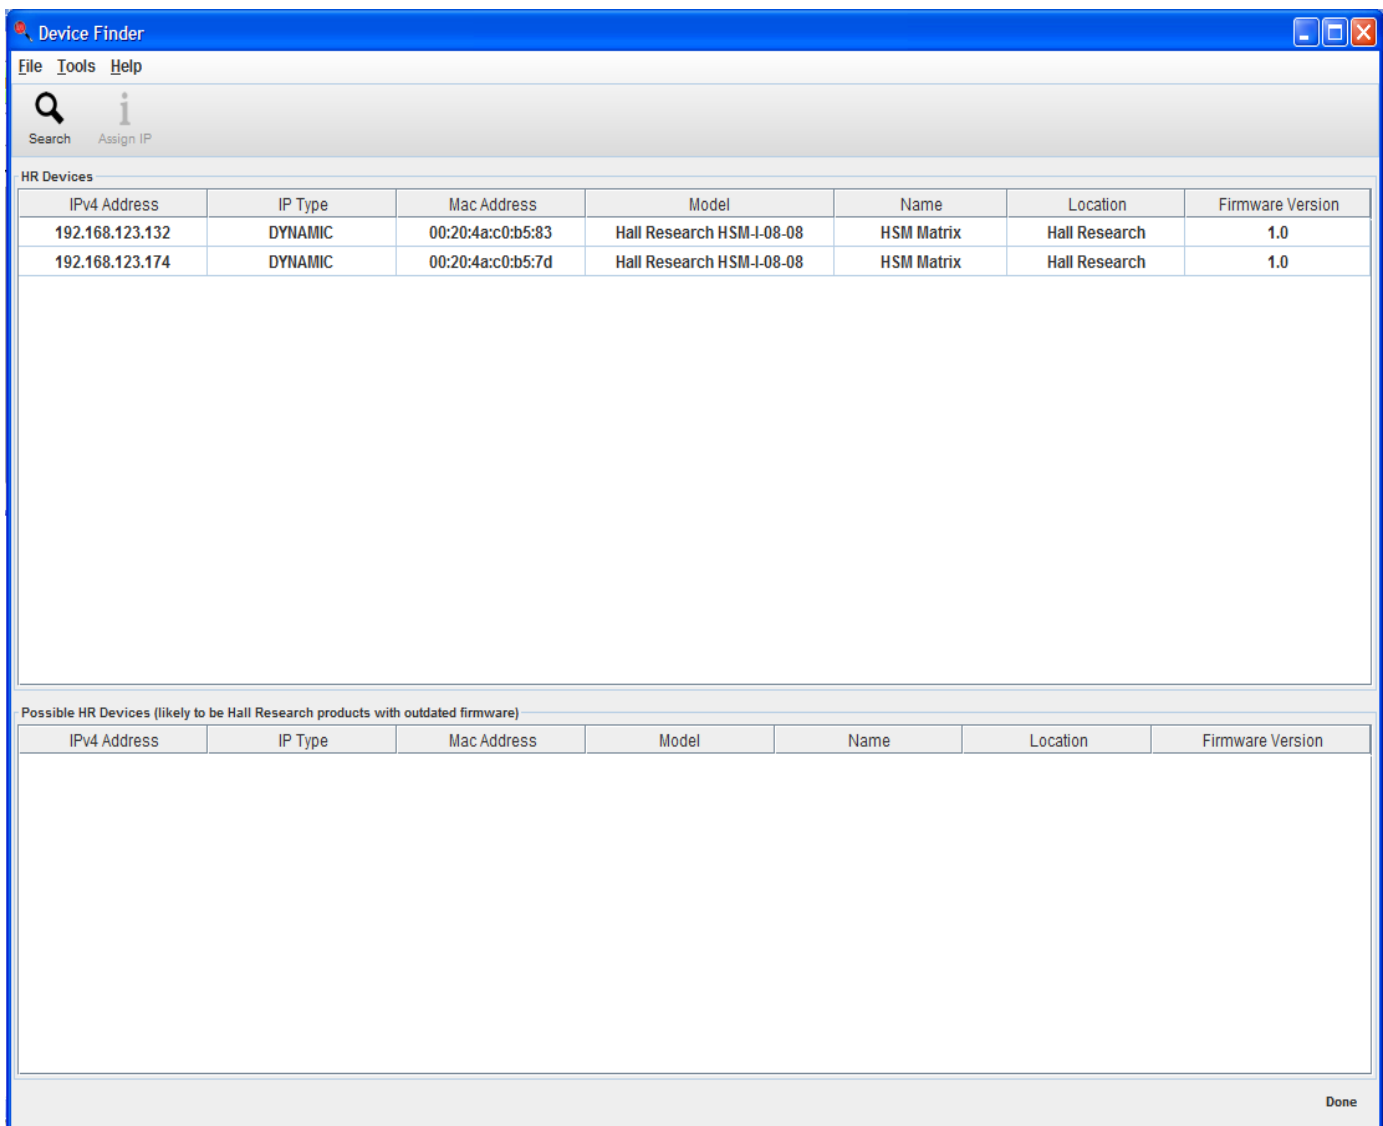 Device Finder
File Tools Help
Search Assign IP
HR Devices
IPv4 Address IP Type Mac Address Model Name Location Firmware Version
192.168.123.132 DYNAMIC 00:20:4a:c0:b5:83 Hall Research HSM-I-08-08 HSM Matrix Hall Research 1.0
192.168.123.174 DYNAMIC 00:20:4a:c0:b5:7d Hall Research HSM-I-08-08 HSM Matrix Hall Research 1.0
Possible HR Devices (likely to be Hall Research products with outdated firmware)
IPv4 Address IP Type Mac Address Model Name Location Firmware Version
Done